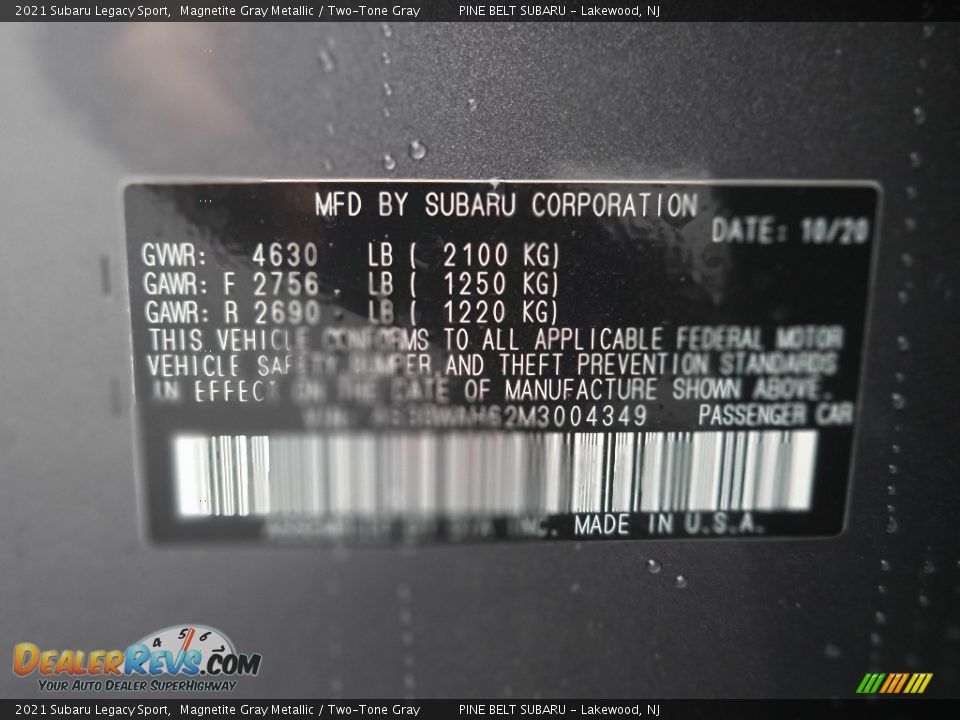 2021 Subaru Legacy Sport, Magnetite Gray Metallic / Two-Tone Gray PINE BELT SUBARU - Lakewood, NJ
MFD BY SUBARU CORPORATION
DATE: 10/20
GVWR: 4630 LB ( 2100 KG)
GAWR: F 2756 LB ( 1250 KG)
GAWR: R 2690 LB ( 1220 KG)
THIS VEHICLE CONFORMS TO ALL APPLICABLE FEDERAL MOTOR
VEHICLE SAFETY BUMPER AND THEFT PREVENTION STANDARDS
IN EFFECT ON THE DATE OF MANUFACTURE SHOWN ABOVE.
PASSENGER CAR
INC. MADE IN U.S.A.
4 5 6
DEALERREVS.COM
YOUR AUTO DEALER SUPERHIGHWAY
2021 Subaru Legacy Sport, Magnetite Gray Metallic / Two-Tone Gray PINE BELT SUBARU - Lakewood, NJ